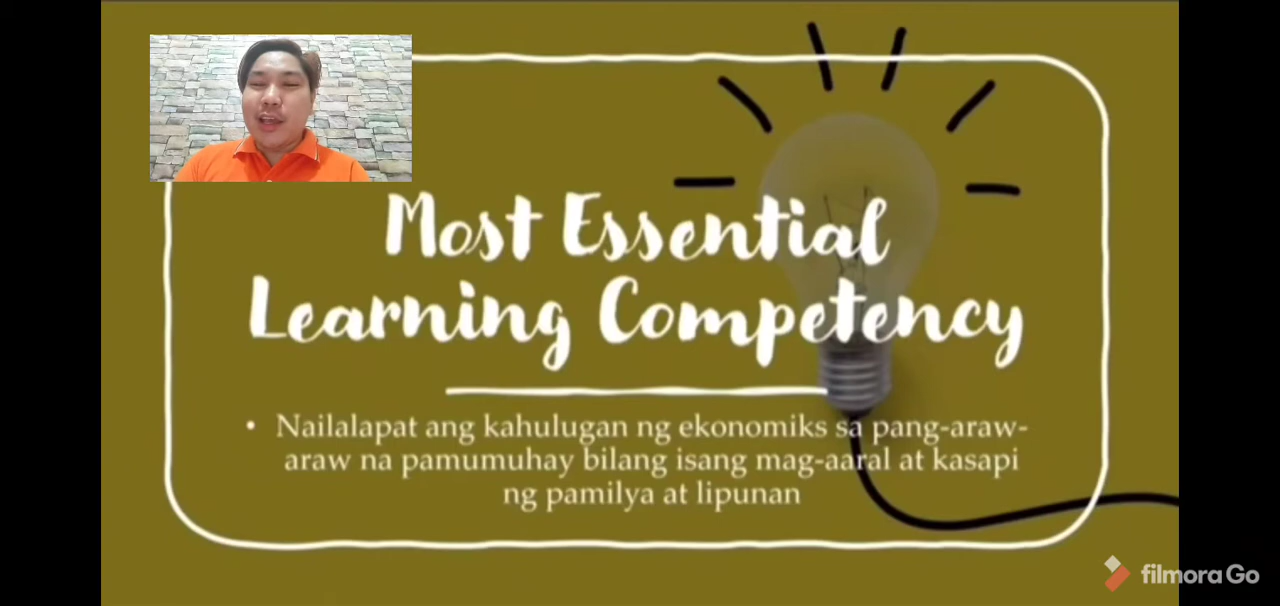 Most Essential
Learning Competency
• Nailalapat ang kahulugan ng ekonomiks sa pang-araw-
araw na pamumuhay bilang isang mag-aaral at kasapi
ng pamilya at lipunan
filmora Go